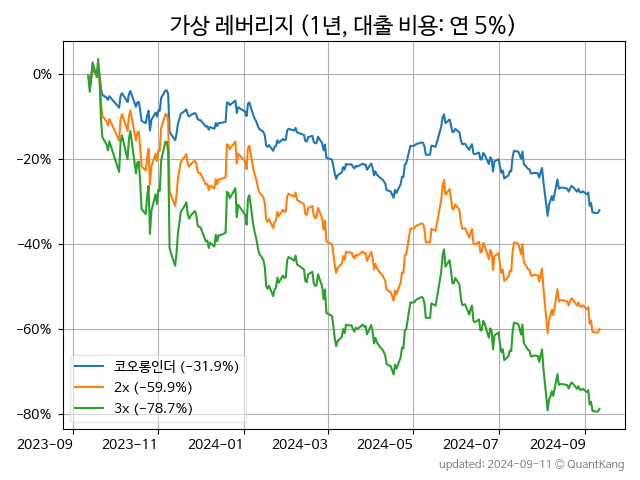 가상 레버리지 (1년, 대출 비용: 연 5%)
0%
−20%
−40%
−60%
−80%
코오롱인더 (−31.9%)
2x (−59.9%)
3x (−78.7%)
2023−09 2023−11 2024−01 2024−03 2024−05 2024−07 2024−09
updated: 2024−09−11 © QuantKang